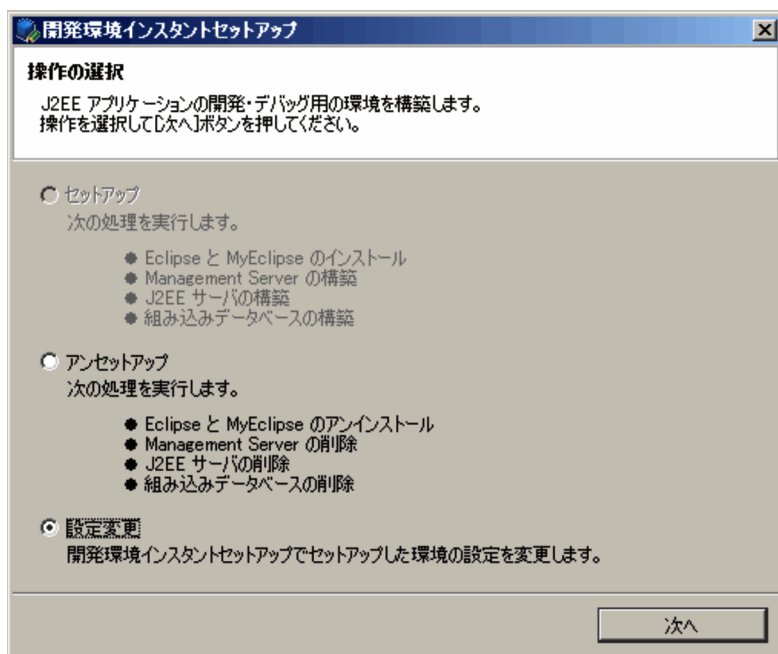 開発環境インスタントセットアップ
操作の選択
J2EE アプリケーションの開発・デバッグ用の環境を構築します。
操作を選択して[次へ]ボタンを押してください。
セットアップ
次の処理を実行します。
● Eclipse と MyEclipse のインストール
● Management Server の構築
● J2EE サーバの構築
● 組み込みデータベースの構築
アンセットアップ
次の処理を実行します。
● Eclipse と MyEclipse のアンインストール
● Management Server の削除
● J2EE サーバの削除
● 組み込みデータベースの削除
設定変更
開発環境インスタントセットアップでセットアップした環境の設定を変更します。
次へ